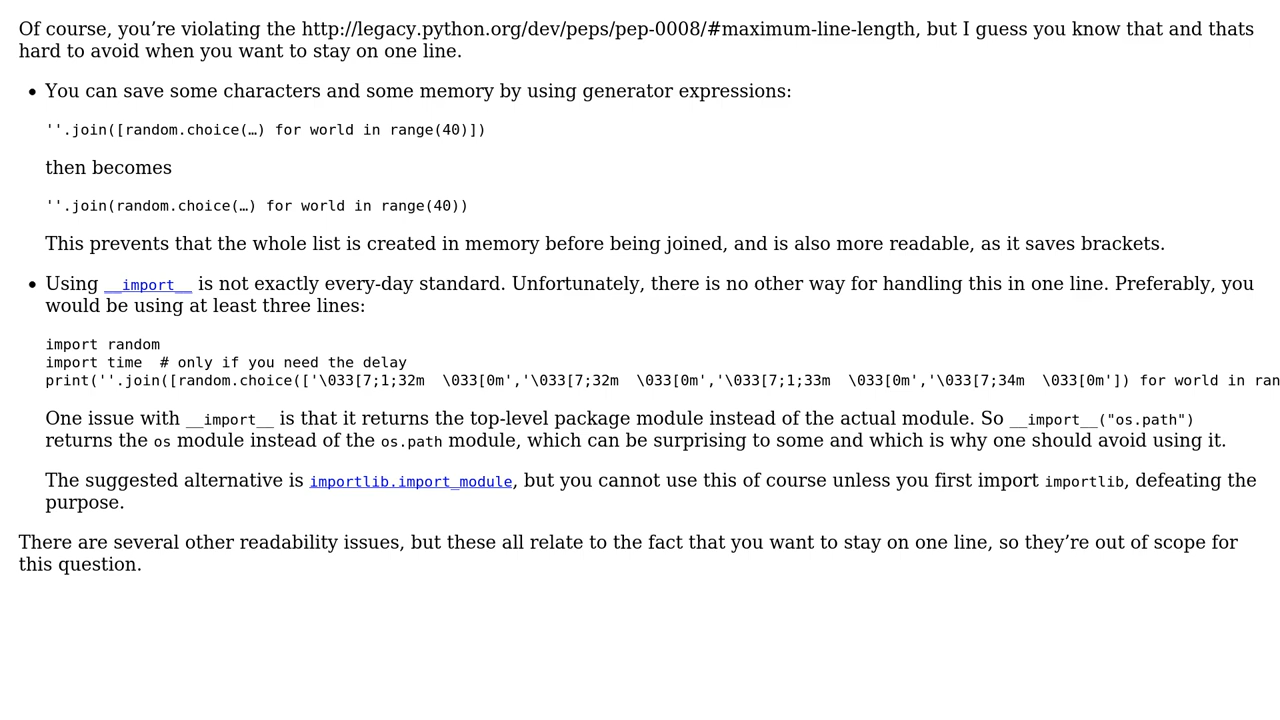 Of course, you’re violating the http://legacy.python.org/dev/peps/pep-0008/#maximum-line-length, but I guess you know that and thats
hard to avoid when you want to stay on one line.
• You can save some characters and some memory by using generator expressions:
''.join([random.choice(…) for world in range(40)])
then becomes
''.join(random.choice(…) for world in range(40))
This prevents that the whole list is created in memory before being joined, and is also more readable, as it saves brackets.
• Using __import__ is not exactly every-day standard. Unfortunately, there is no other way for handling this in one line. Preferably, you
would be using at least three lines:
import random
import time  # only if you need the delay
print(''.join([random.choice(['\033[7;1;32m  \033[0m','\033[7;32m  \033[0m','\033[7;1;33m  \033[0m','\033[7;34m  \033[0m']) for world in ran
One issue with __import__ is that it returns the top-level package module instead of the actual module. So __import__("os.path")
returns the os module instead of the os.path module, which can be surprising to some and which is why one should avoid using it.
The suggested alternative is importlib.import_module, but you cannot use this of course unless you first import importlib, defeating the
purpose.
There are several other readability issues, but these all relate to the fact that you want to stay on one line, so they’re out of scope for
this question.